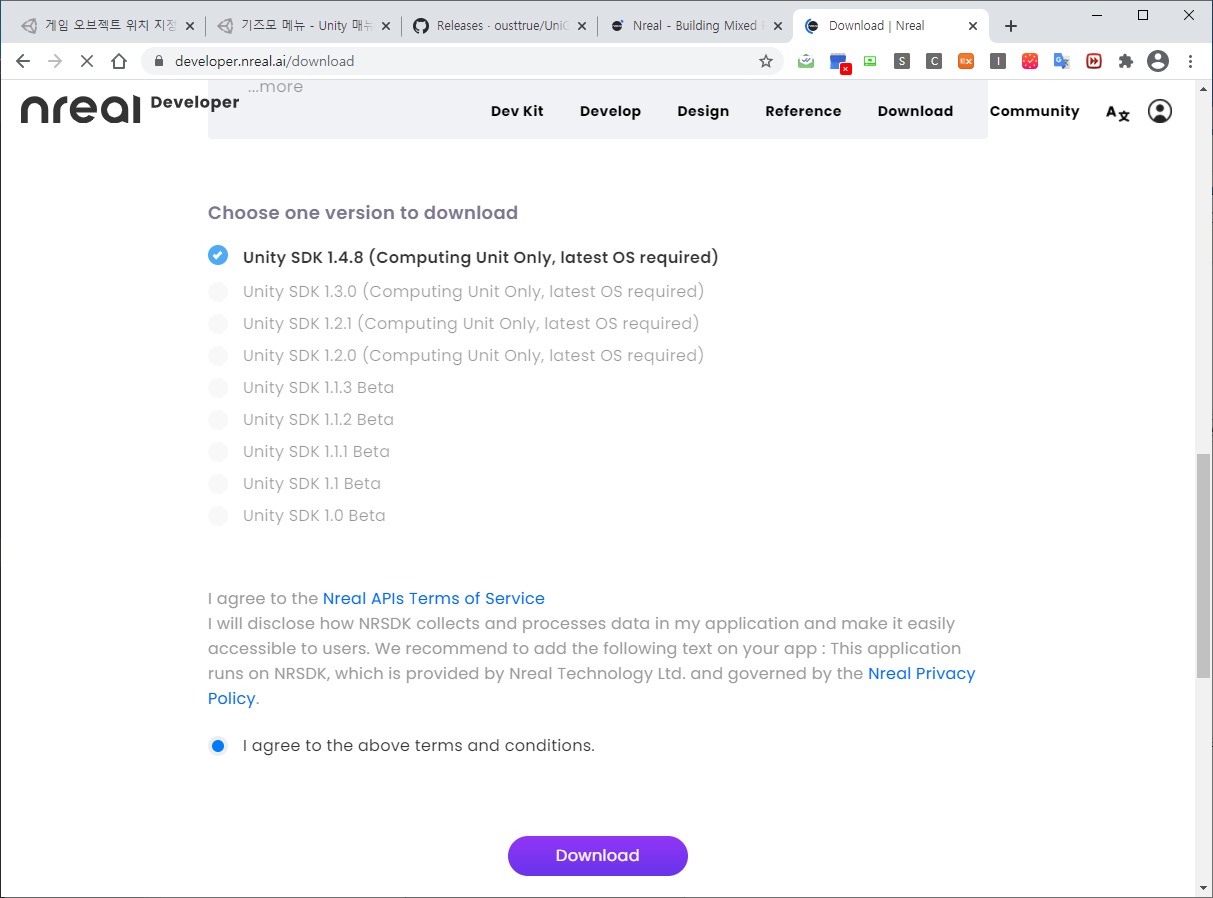 게임 오브젝트 위치 지정
기즈모 메뉴 - Unity 매뉴
Releases · ousttrue/UniG
Nreal - Building Mixed
Download | Nreal
developer.nreal.ai/download
...more
nreal Developer
Dev Kit
Develop
Design
Reference
Download
Community
Choose one version to download
Unity SDK 1.4.8 (Computing Unit Only, latest OS required)
Unity SDK 1.3.0 (Computing Unit Only, latest OS required)
Unity SDK 1.2.1 (Computing Unit Only, latest OS required)
Unity SDK 1.2.0 (Computing Unit Only, latest OS required)
Unity SDK 1.1.3 Beta
Unity SDK 1.1.2 Beta
Unity SDK 1.1.1 Beta
Unity SDK 1.1 Beta
Unity SDK 1.0 Beta
I agree to the Nreal APIs Terms of Service
I will disclose how NRSDK collects and processes data in my application and make it easily
accessible to users. We recommend to add the following text on your app : This application
runs on NRSDK, which is provided by Nreal Technology Ltd. and governed by the Nreal Privacy
Policy.
I agree to the above terms and conditions.
Download